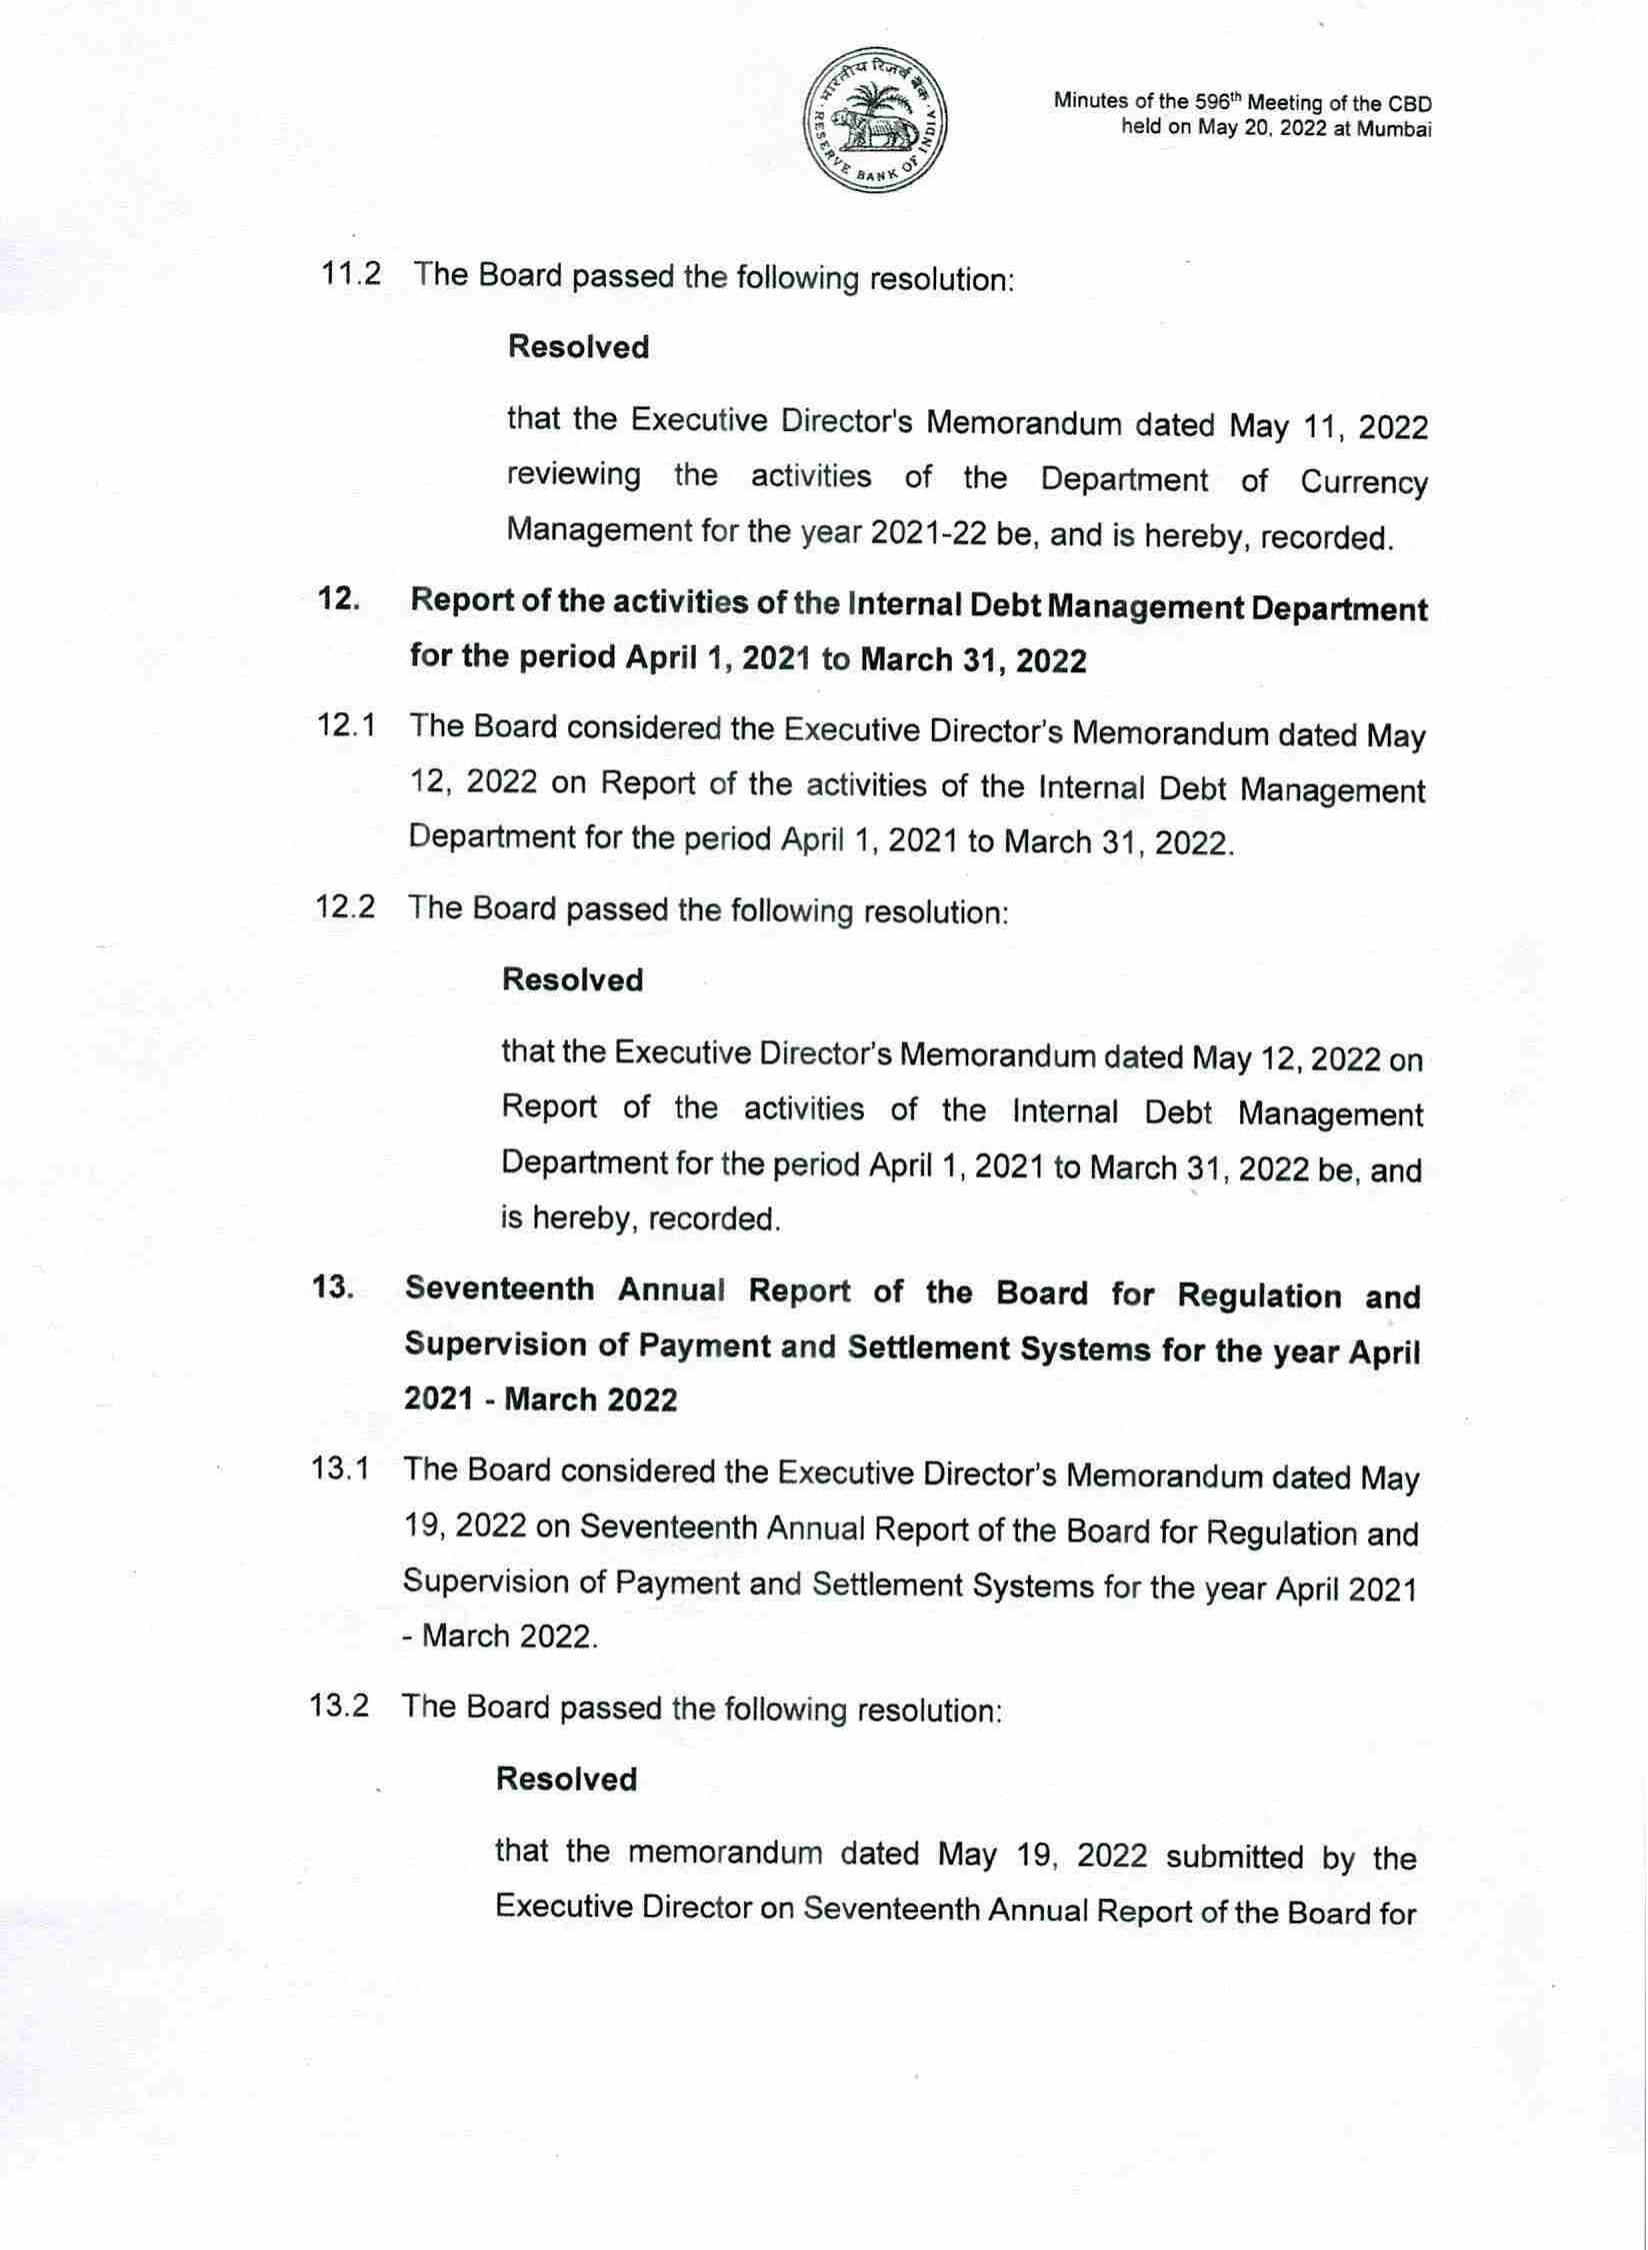 भारतीय रिज़र्व बैंक
RESERVE BANK OF INDIA
Minutes of the 596th Meeting of the CBD
held on May 20, 2022 at Mumbai
11.2 The Board passed the following resolution:
Resolved
that the Executive Director's Memorandum dated May 11, 2022
reviewing the activities of the Department of Currency
Management for the year 2021-22 be, and is hereby, recorded.
12. Report of the activities of the Internal Debt Management Department
for the period April 1, 2021 to March 31, 2022
12.1 The Board considered the Executive Director's Memorandum dated May
12, 2022 on Report of the activities of the Internal Debt Management
Department for the period April 1, 2021 to March 31, 2022.
12.2 The Board passed the following resolution:
Resolved
that the Executive Director's Memorandum dated May 12, 2022 on
Report of the activities of the Internal Debt Management
Department for the period April 1, 2021 to March 31, 2022 be, and
is hereby, recorded.
13. Seventeenth Annual Report of the Board for Regulation and
Supervision of Payment and Settlement Systems for the year April
2021 - March 2022
13.1 The Board considered the Executive Director's Memorandum dated May
19, 2022 on Seventeenth Annual Report of the Board for Regulation and
Supervision of Payment and Settlement Systems for the year April 2021
- March 2022.
13.2 The Board passed the following resolution:
Resolved
that the memorandum dated May 19, 2022 submitted by the
Executive Director on Seventeenth Annual Report of the Board for